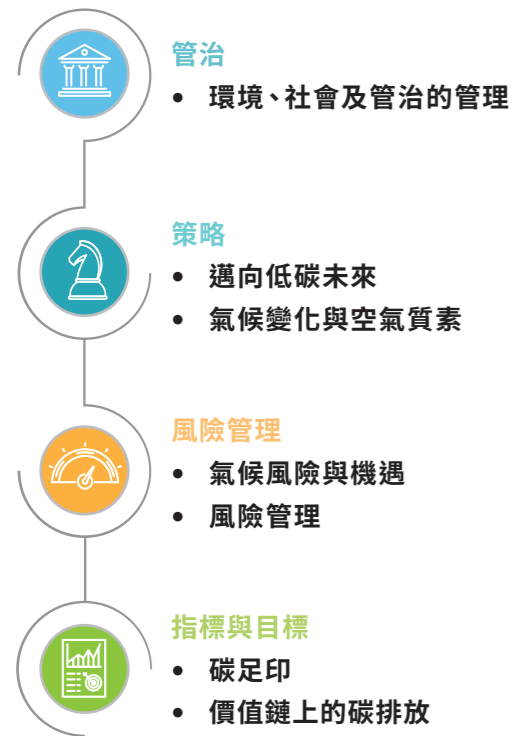 管治
• 環境、社會及管治的管理
策略
• 邁向低碳未來
• 氣候變化與空氣質素
風險管理
• 氣候風險與機遇
• 風險管理
指標與目標
• 碳足印
• 價值鏈上的碳排放